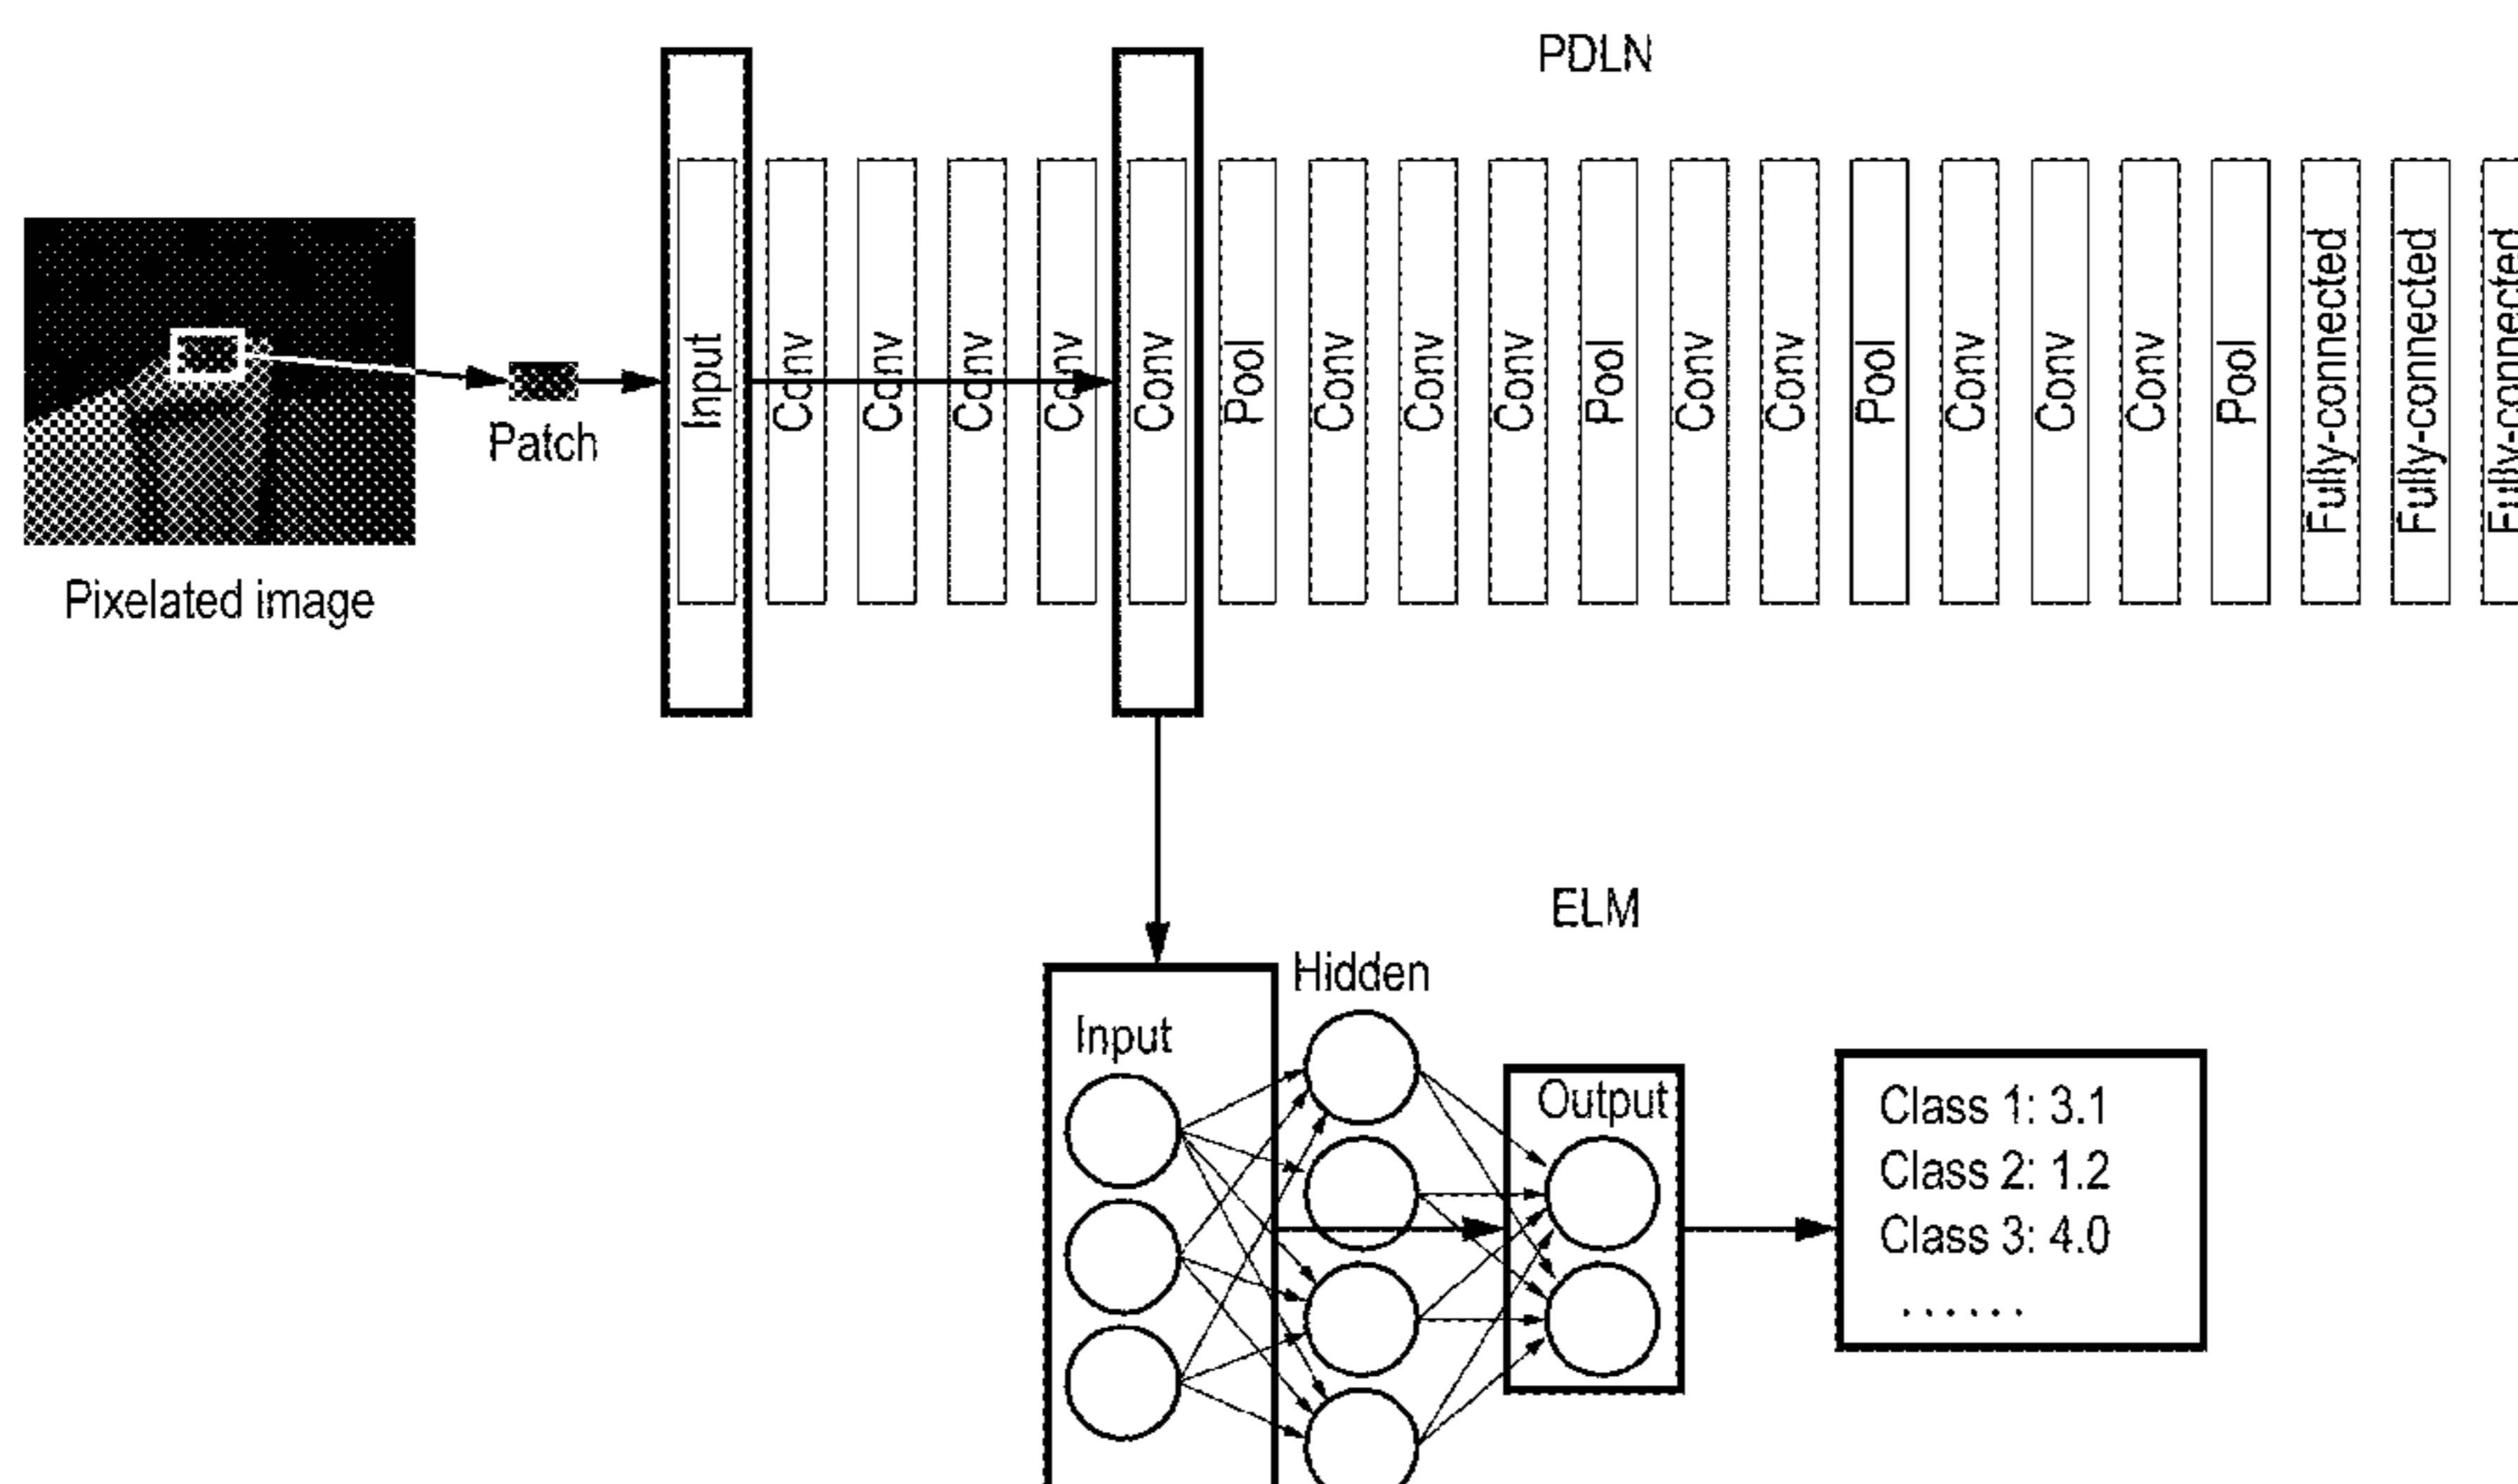 PDLN
Input
Conv
Conv
Conv
Conv
Conv
Pool
Conv
Conv
Conv
Pool
Conv
Conv
Pool
Conv
Conv
Conv
Pool
Fully-connected
Fully-connected
Fully-connected
Patch
Pixelated image
ELM
Hidden
Input
Output
Class 1: 3.1
Class 2: 1.2
Class 3: 4.0
......